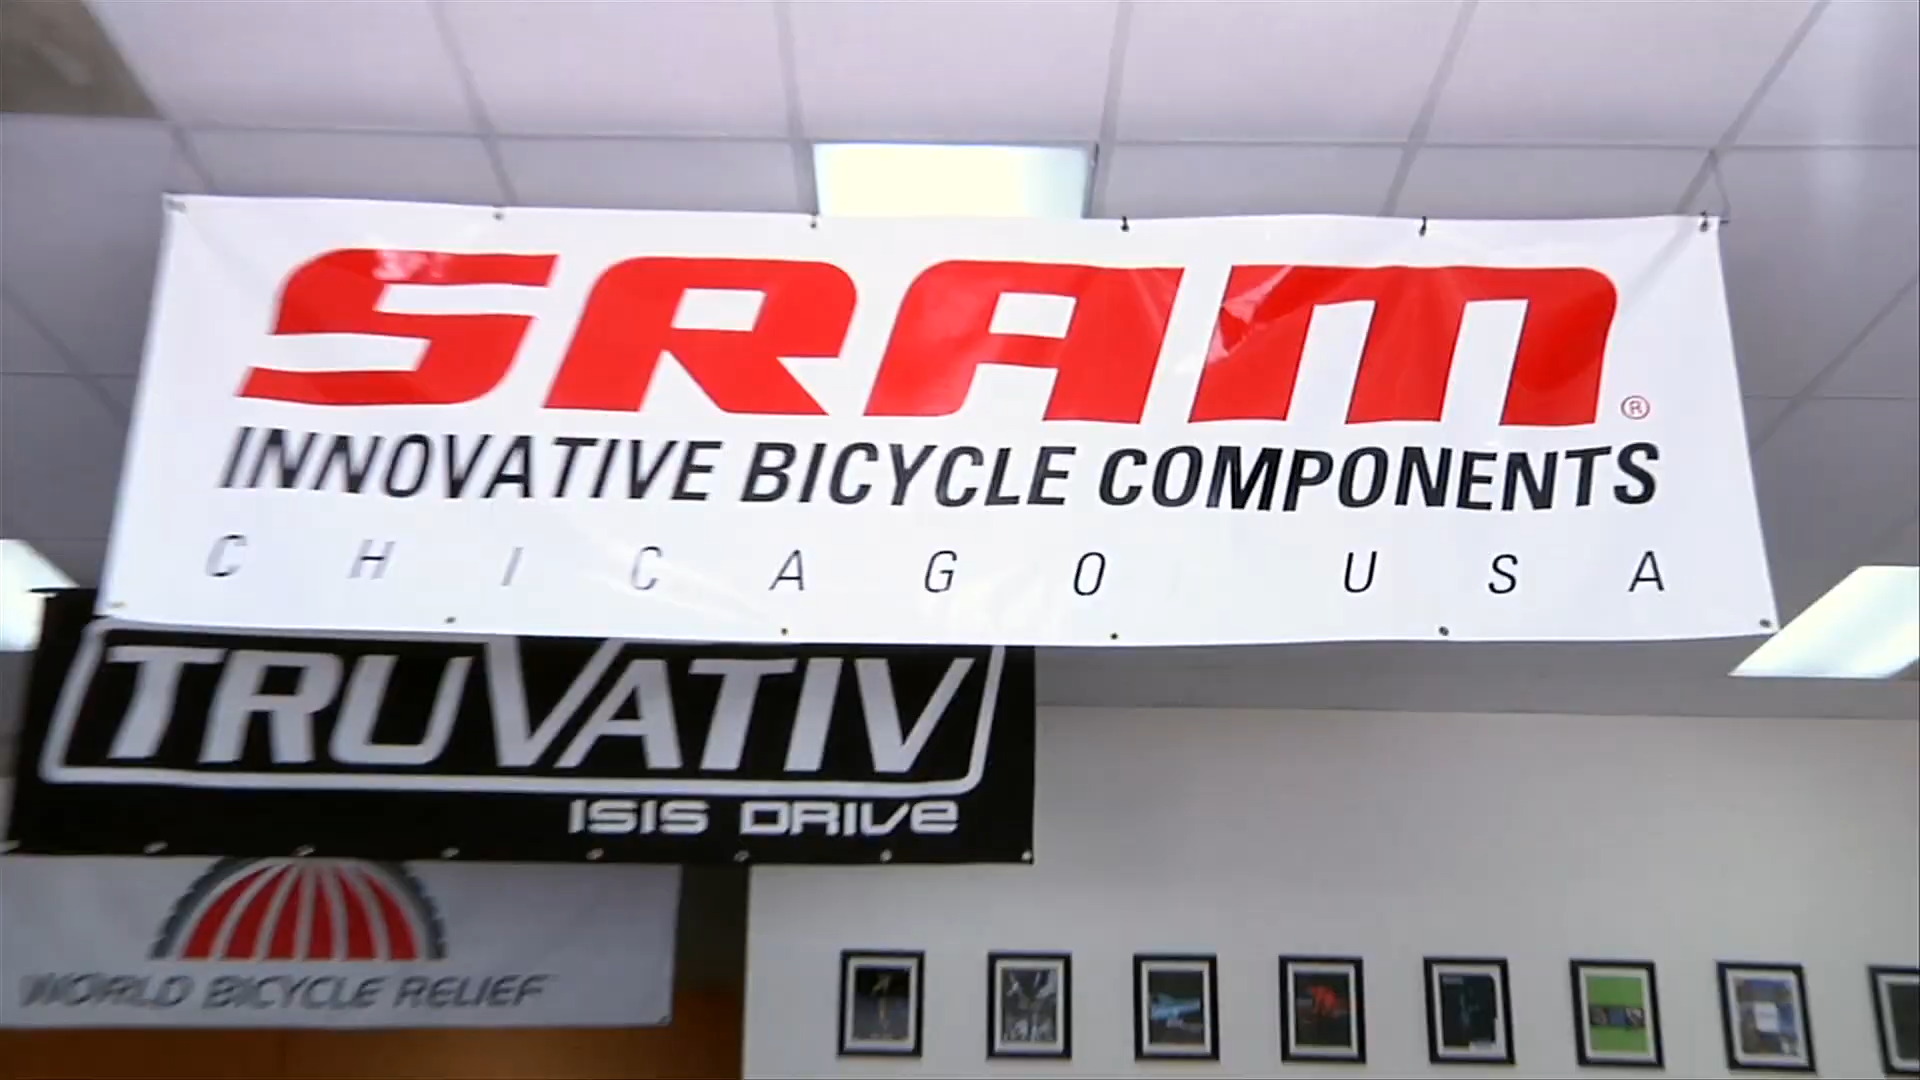 SRAM®
INNOVATIVE BICYCLE COMPONENTS
CHICAGO USA
TRUVATIV
ISIS DRIVE
WORLD BICYCLE RELIEF